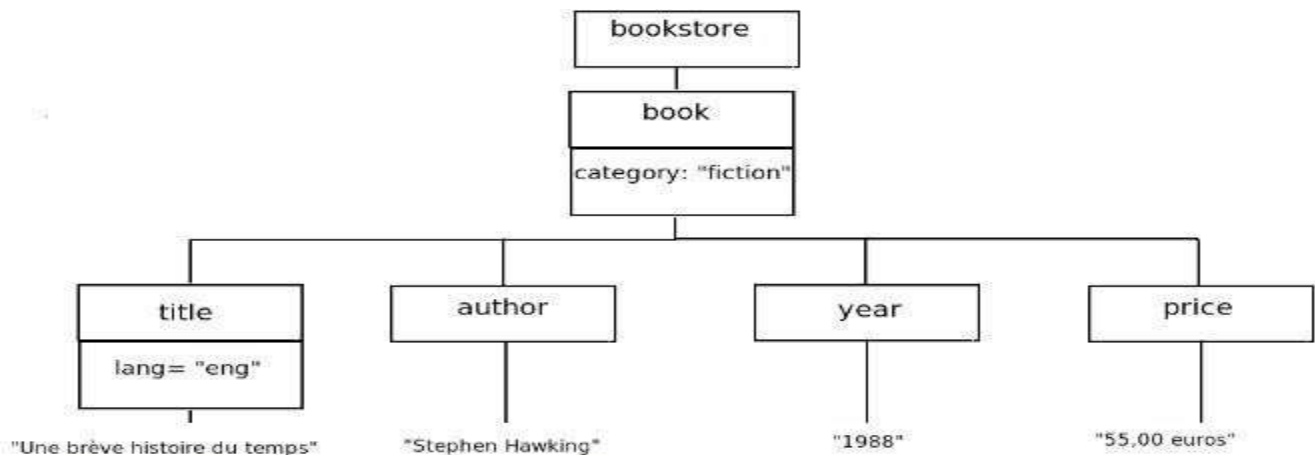 bookstore
book
category: "fiction"
title
author
year
price
lang= "eng"
"Une brève histoire du temps"
"Stephen Hawking"
"1988"
"55,00 euros"